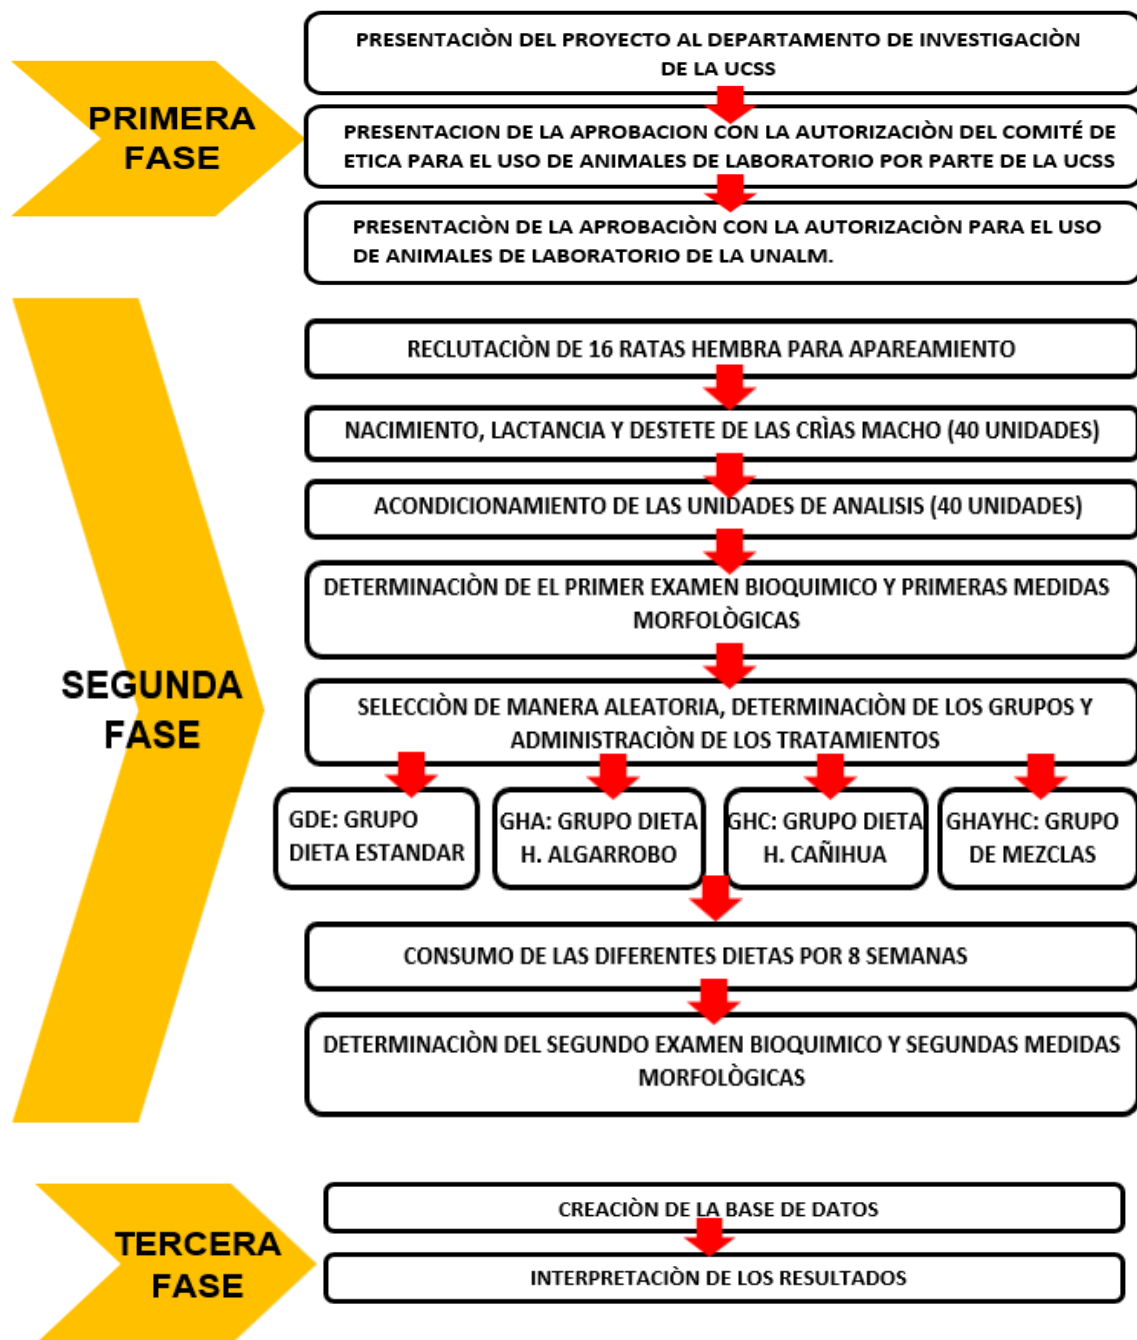 PRIMERA
FASE
PRESENTACIÒN DEL PROYECTO AL DEPARTAMENTO DE INVESTIGACIÒN
DE LA UCSS
PRESENTACION DE LA APROBACION CON LA AUTORIZACIÒN DEL COMITÉ DE
ETICA PARA EL USO DE ANIMALES DE LABORATORIO POR PARTE DE LA UCSS
PRESENTACIÒN DE LA APROBACIÒN CON LA AUTORIZACIÒN PARA EL USO
DE ANIMALES DE LABORATORIO DE LA UNALM.
SEGUNDA
FASE
RECLUTACIÒN DE 16 RATAS HEMBRA PARA APAREAMIENTO
NACIMIENTO, LACTANCIA Y DESTETE DE LAS CRÌAS MACHO (40 UNIDADES)
ACONDICIONAMIENTO DE LAS UNIDADES DE ANALISIS (40 UNIDADES)
DETERMINACIÒN DE EL PRIMER EXAMEN BIOQUIMICO Y PRIMERAS MEDIDAS
MORFOLÒGICAS
SELECCIÒN DE MANERA ALEATORIA, DETERMINACIÒN DE LOS GRUPOS Y
ADMINISTRACIÒN DE LOS TRATAMIENTOS
GDE: GRUPO
DIETA ESTANDAR
GHA: GRUPO DIETA
H. ALGARROBO
GHC: GRUPO DIETA
H. CAÑIHUA
GHAYHC: GRUPO
DE MEZCLAS
CONSUMO DE LAS DIFERENTES DIETAS POR 8 SEMANAS
DETERMINACIÒN DEL SEGUNDO EXAMEN BIOQUIMICO Y SEGUNDAS MEDIDAS
MORFOLÒGICAS
TERCERA
FASE
CREACIÒN DE LA BASE DE DATOS
INTERPRETACIÒN DE LOS RESULTADOS